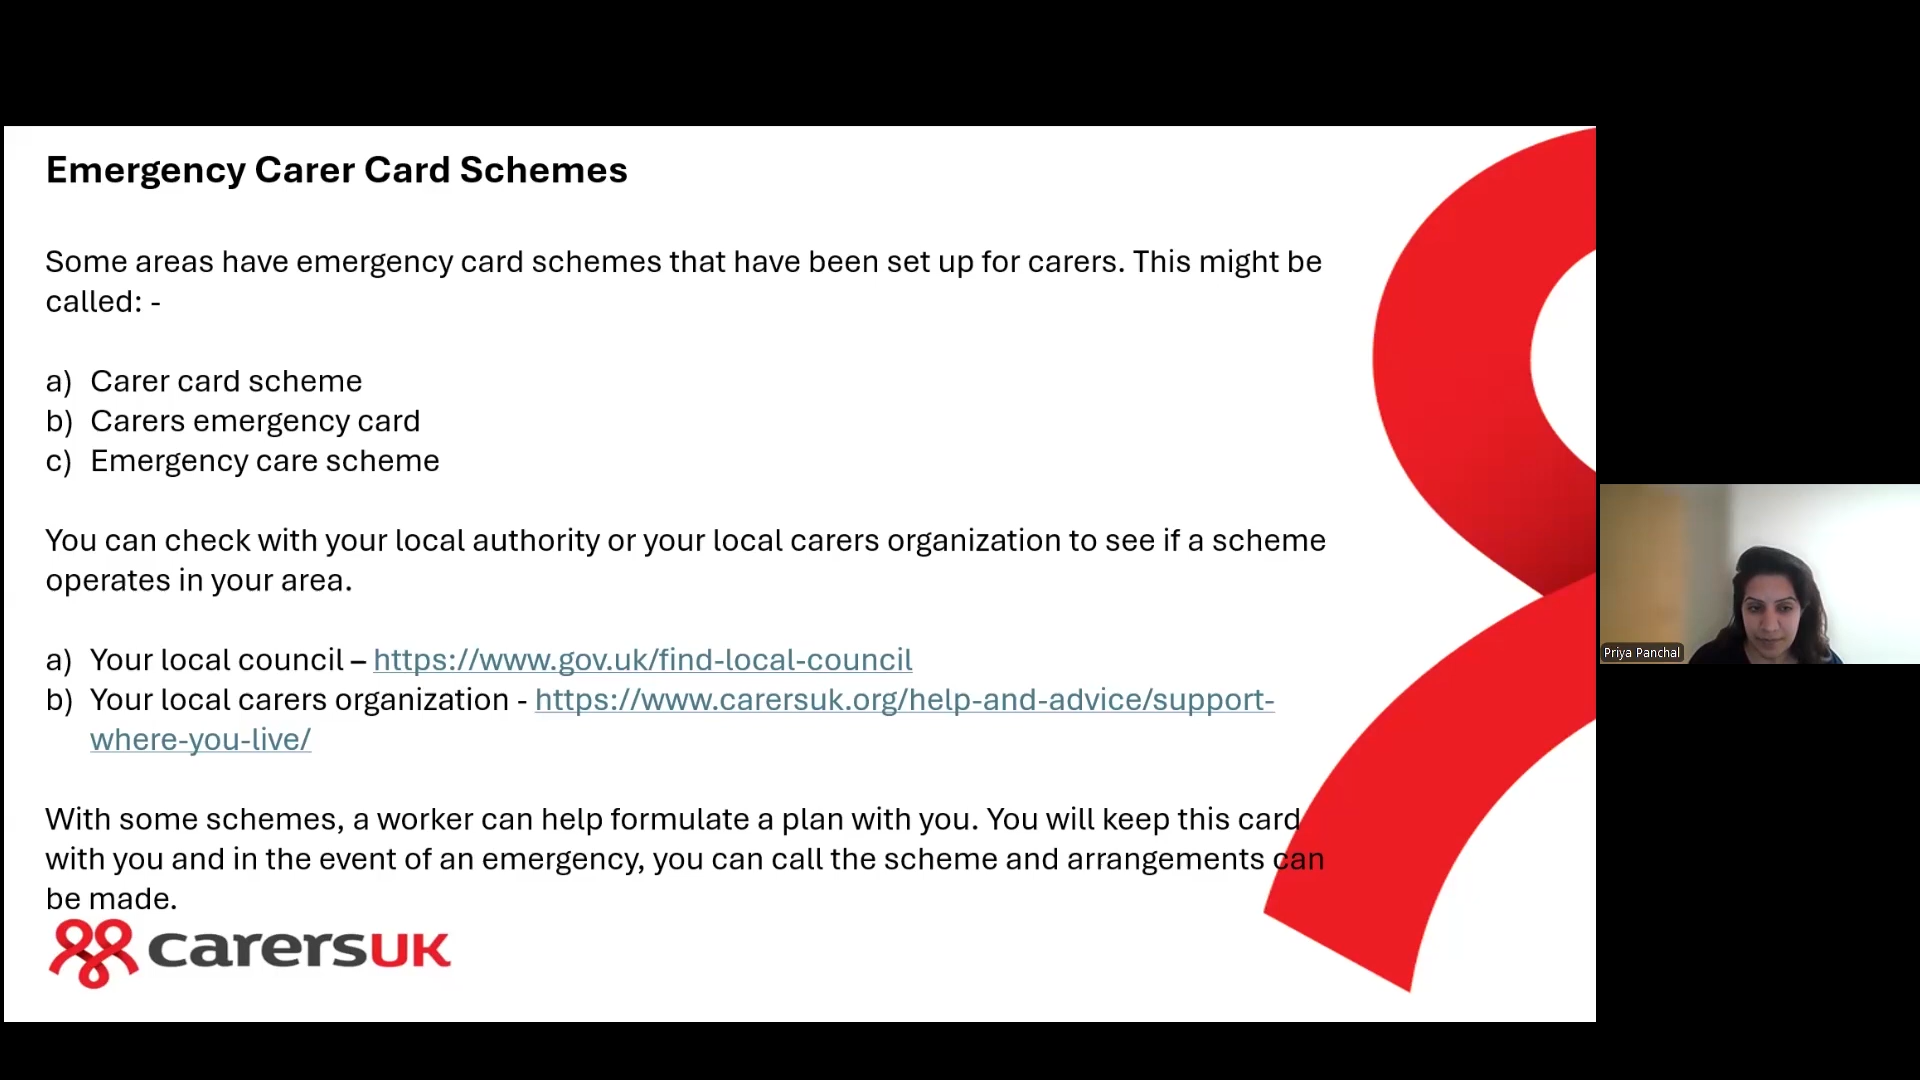 Emergency Carer Card Schemes
Some areas have emergency card schemes that have been set up for carers. This might be
called: -
a) Carer card scheme
b) Carers emergency card
c) Emergency care scheme
You can check with your local authority or your local carers organization to see if a scheme
operates in your area.
a) Your local council – https://www.gov.uk/find-local-council
b) Your local carers organization - https://www.carersuk.org/help-and-advice/support-
where-you-live/
With some schemes, a worker can help formulate a plan with you. You will keep this card
with you and in the event of an emergency, you can call the scheme and arrangements can
be made.
carersUK
Priya Panchal